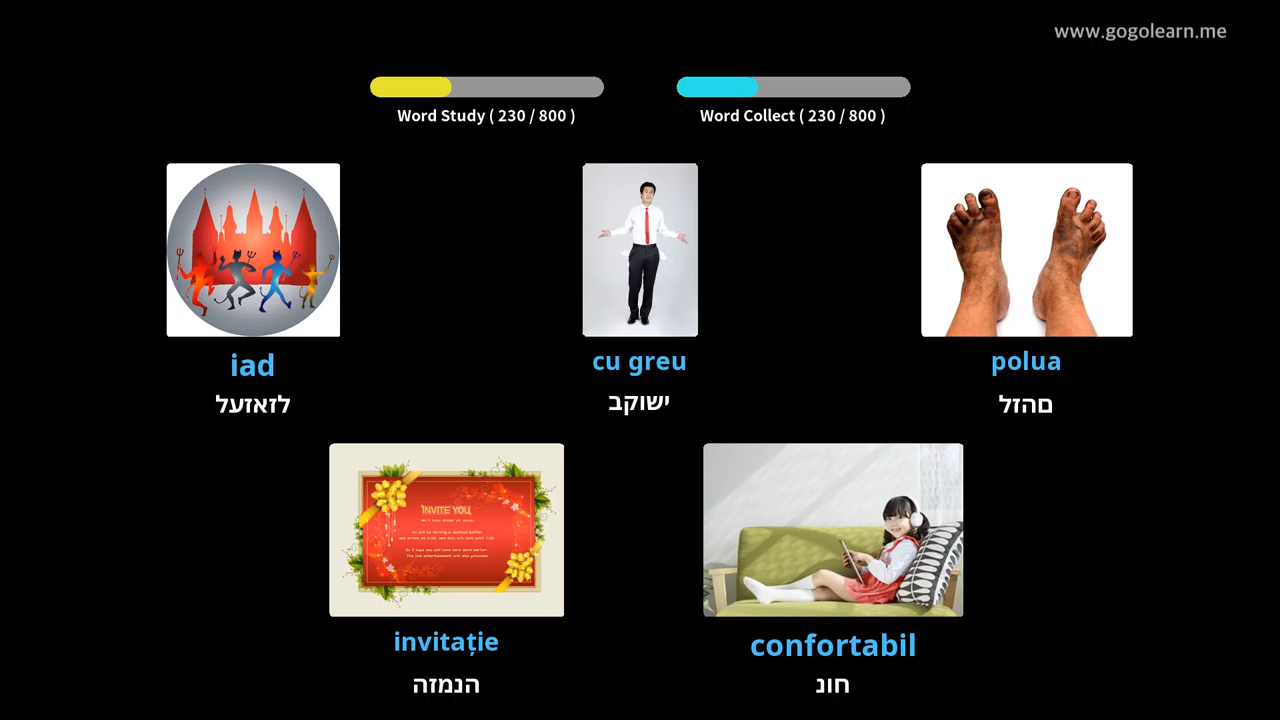 www.gogolearn.me
Word Study ( 230 / 800 )
Word Collect ( 230 / 800 )
iad
לזאזעל
cu greu
ישוקב
polua
םהזל
invitație
הנמזה
confortabil
חונ
INVITE YOU